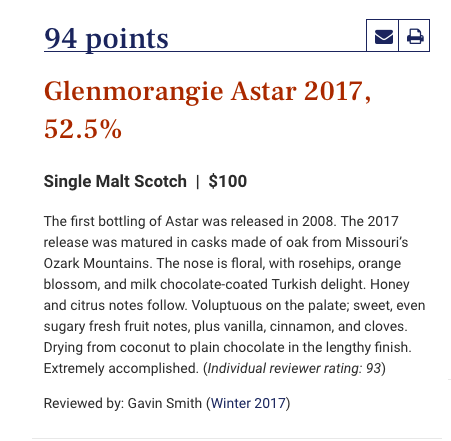 94 points
Glenmorangie Astar 2017,
52.5%
Single Malt Scotch | $100
The first bottling of Astar was released in 2008. The 2017
release was matured in casks made of oak from Missouri's
Ozark Mountains. The nose is floral, with rosehips, orange
blossom, and milk chocolate-coated Turkish delight. Honey
and citrus notes follow. Voluptuous on the palate; sweet, even
sugary fresh fruit notes, plus vanilla, cinnamon, and cloves.
Drying from coconut to plain chocolate in the lengthy finish.
Extremely accomplished. (Individual reviewer rating: 93)
Reviewed by: Gavin Smith (Winter 2017)